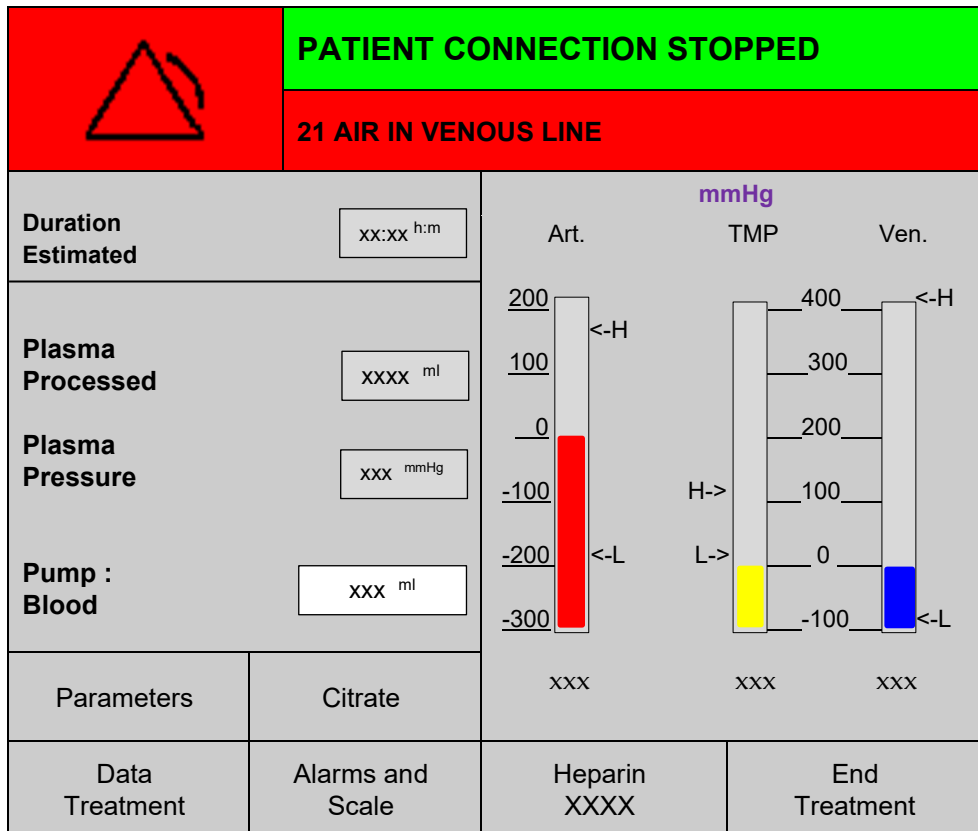 PATIENT CONNECTION STOPPED
21 AIR IN VENOUS LINE
Duration
Estimated
xx:xx h:m
Plasma
Processed
xxxx ml
Plasma
Pressure
xxx mmHg
Pump :
Blood
xxx ml
mmHg
Art. TMP Ven.
200 400 <-H
<-H
100 300
0 200
-100 H-> 100
-200 <-L L-> 0
-300 -100 <-L
xxx xxx xxx
Parameters
Citrate
Data
Treatment
Alarms and
Scale
Heparin
XXXX
End
Treatment